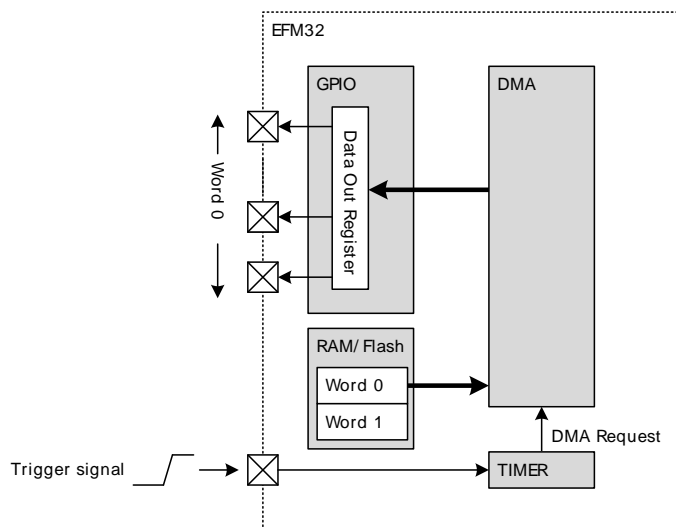 EFM32
GPIO
DMA
Word 0
Data Out Register
RAM/ Flash
Word 0
Word 1
DMA Request
Trigger signal
TIMER